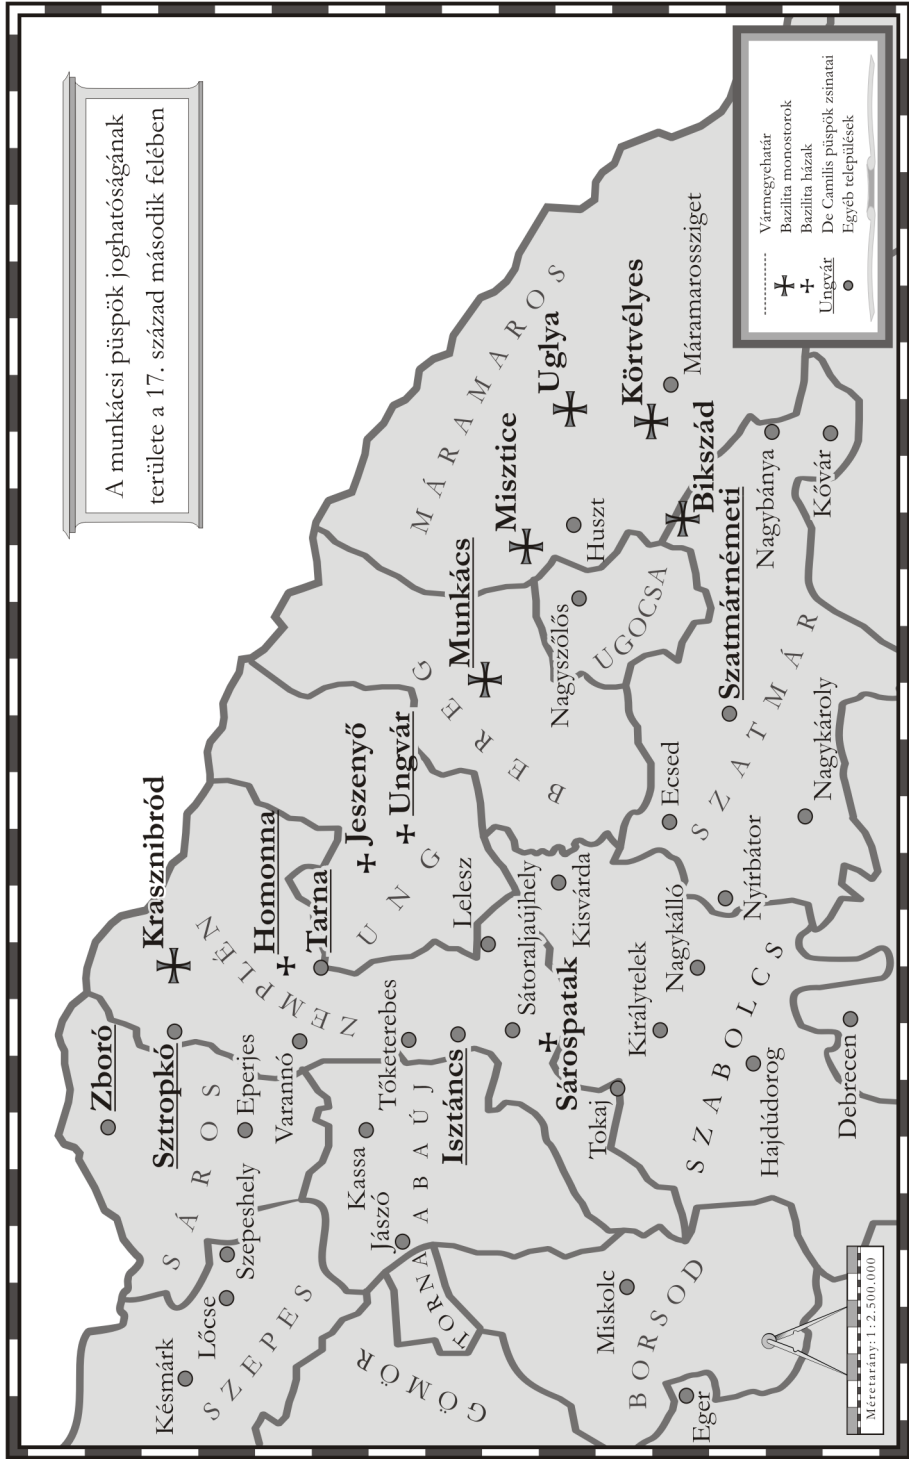 A munkácsi püspök joghatóságának
területe a 17. század második felében
Vármegyehatár
Bazilita monostorok
Bazilita házak
Ungvár
De Camilis püspök zsinatai
Egyéb települések
Zboró
Sztropkó
Krasznibród
SÁROS
Eperjes
Varannó
ZEMPLÉN
Homonna
Tarna
Jeszenyő
Ungvár
UNG
Késmárk
Lőcse
Szepeshely
SZEPES
Kassa
Jászó
ABAÚJ
Tőketerebes
Isztáncs
Lelesz
BEREG
Munkács
MÁRAMAROS
Misztice
Uglya
Körtvélyes
Máramarossziget
Huszt
Nagyszőlős
UGOCSA
Bikszád
GÖMÖR
TORNA
Sátoraljaújhely
Sárospatak
Kisvárda
Tokaj
Királytelek
Nagykálló
Ecsed
SZATMÁR
Szatmárnémeti
Nagybánya
Kővár
Miskolc
BORSOD
Eger
SZABOLCS
Hajdúdorog
Nyírbátor
Nagykároly
Debrecen
Méretarány: 1:2.500.000